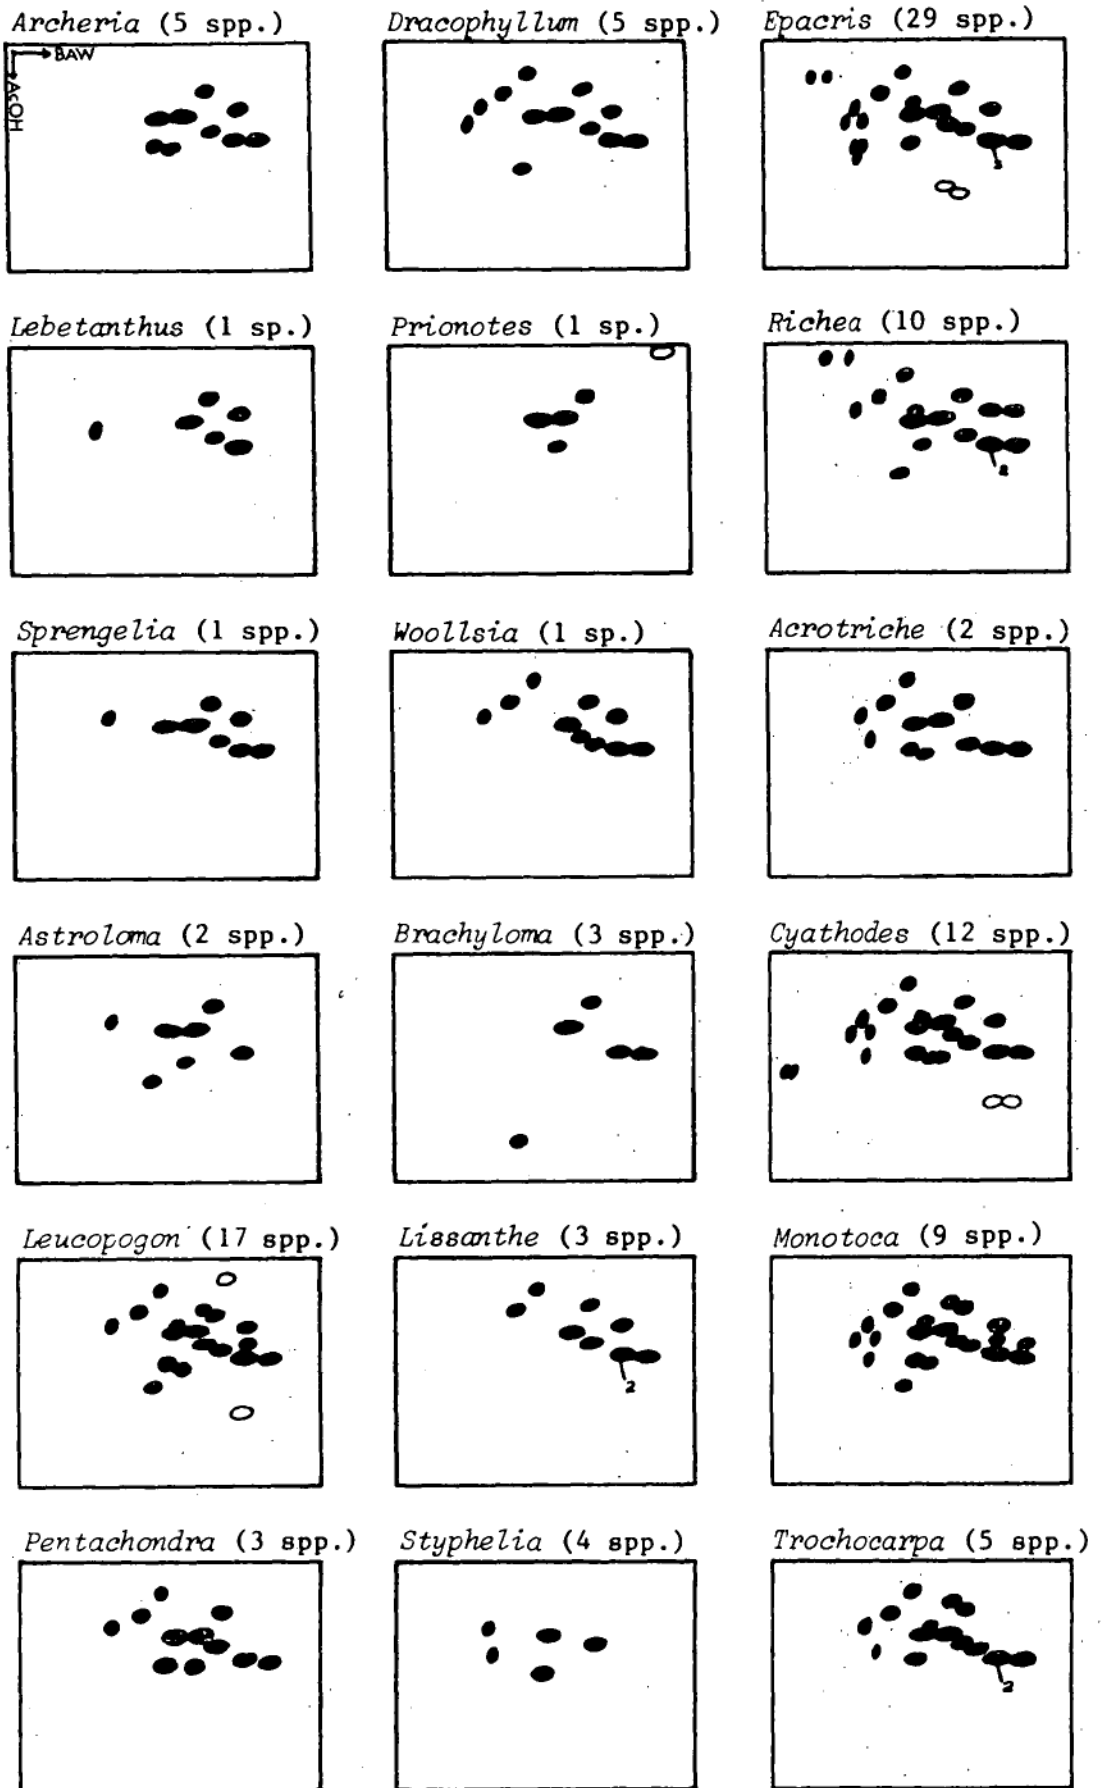 Archeria (5 spp.) Dracophyllum (5 spp.) Epacris (29 spp.)
BAW
AcOH
3
Lebetanthus (1 sp.) Prionotes (1 sp.) Richea (10 spp.)
2
Sprengelia (1 spp.) Woollsia (1 sp.) Acrotriche (2 spp.)
Astroloma (2 spp.) Brachyloma (3 spp.) Cyathodes (12 spp.)
Leucopogon (17 spp.) Lissanthe (3 spp.) Monotoca (9 spp.)
2
Pentachondra (3 spp.) Styphelia (4 spp.) Trochocarpa (5 spp.)
2